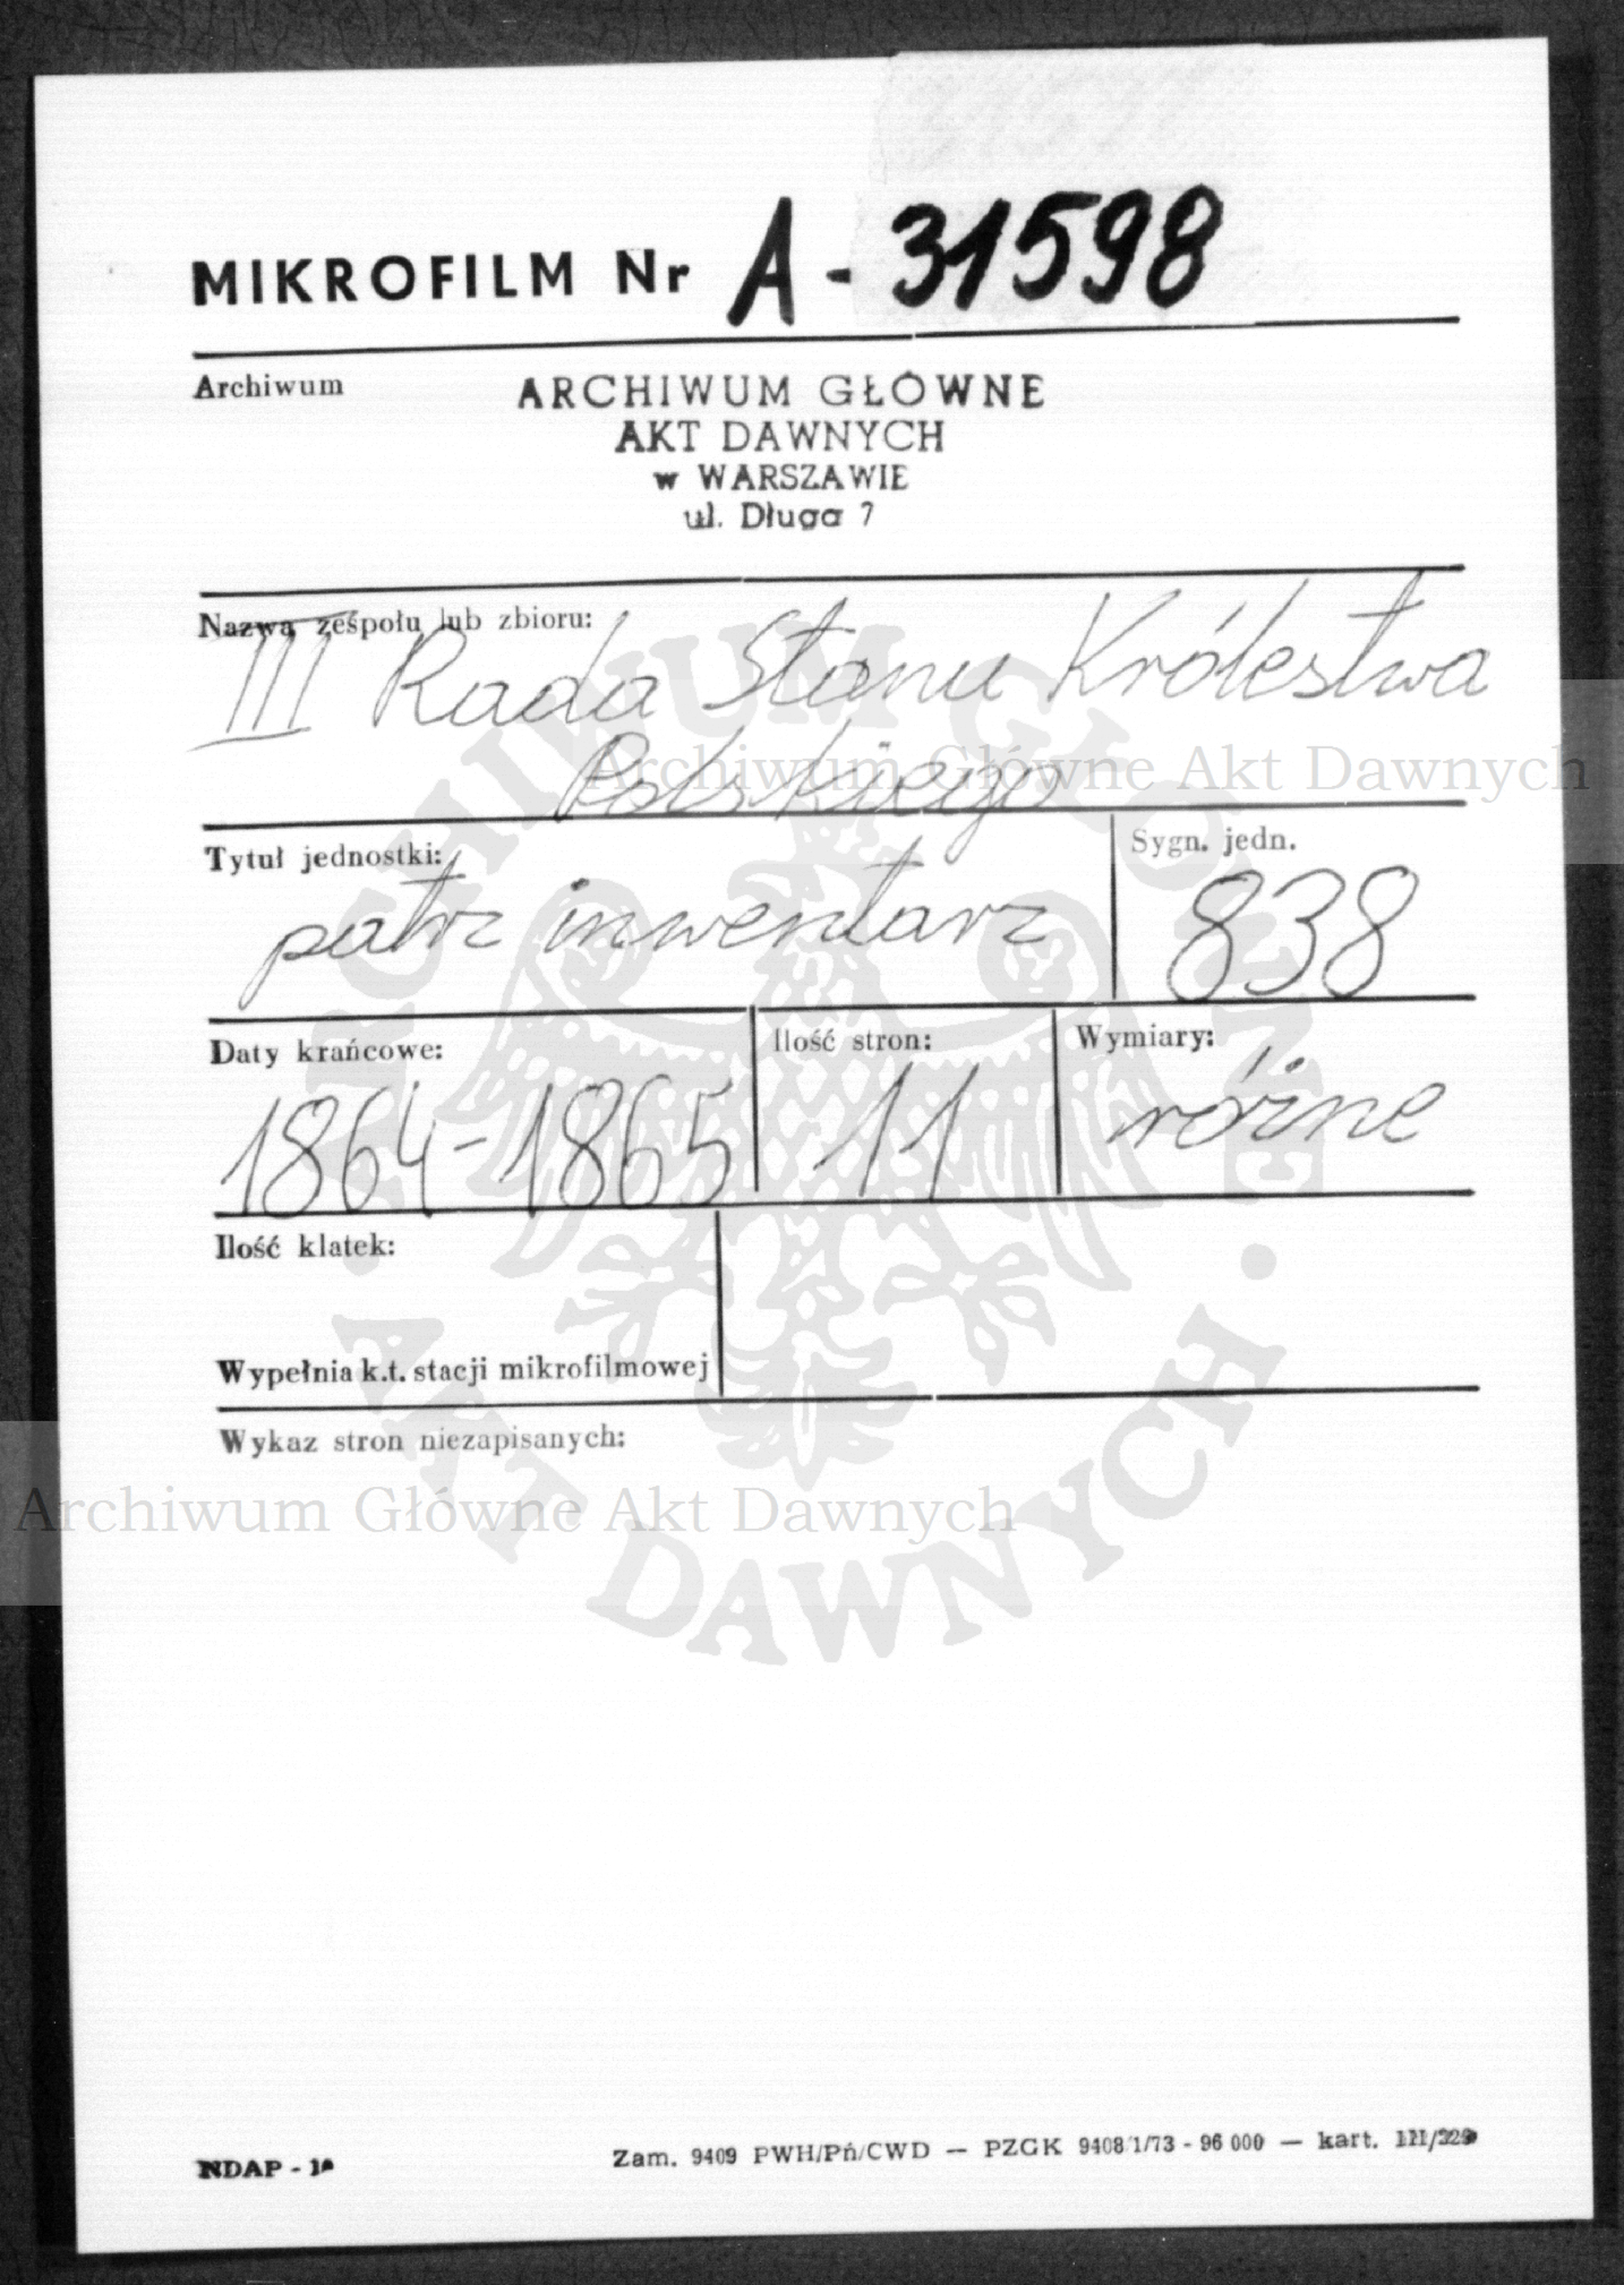 MIKROFILM Nr A - 31598
Archiwum
ARCHIWUM GŁÓWNE
AKT DAWNYCH
w WARSZAWIE
ul. Długa 7
Nazwa zespołu lub zbioru:
III Rada Stanu Królestwa
Polskiego
Archiwum Główne Akt Dawnych
Tytuł jednostki:
patrz inwentarz
Sygn. jedn.
838
Daty krańcowe:
1864-1865
Ilość stron:
11
Wymiary:
różne
Ilość klatek:
Wypełnia k.t. stacji mikrofilmowej
Wykaz stron niezapisanych:
Archiwum Główne Akt Dawnych
ARCHIWUM GŁÓWNE
· AKT DAWNYCH ·
NDAP -
Zam. 9409 PWH/Pń/CWD — PZGK 9408/1/73 - 96 000 — kart.